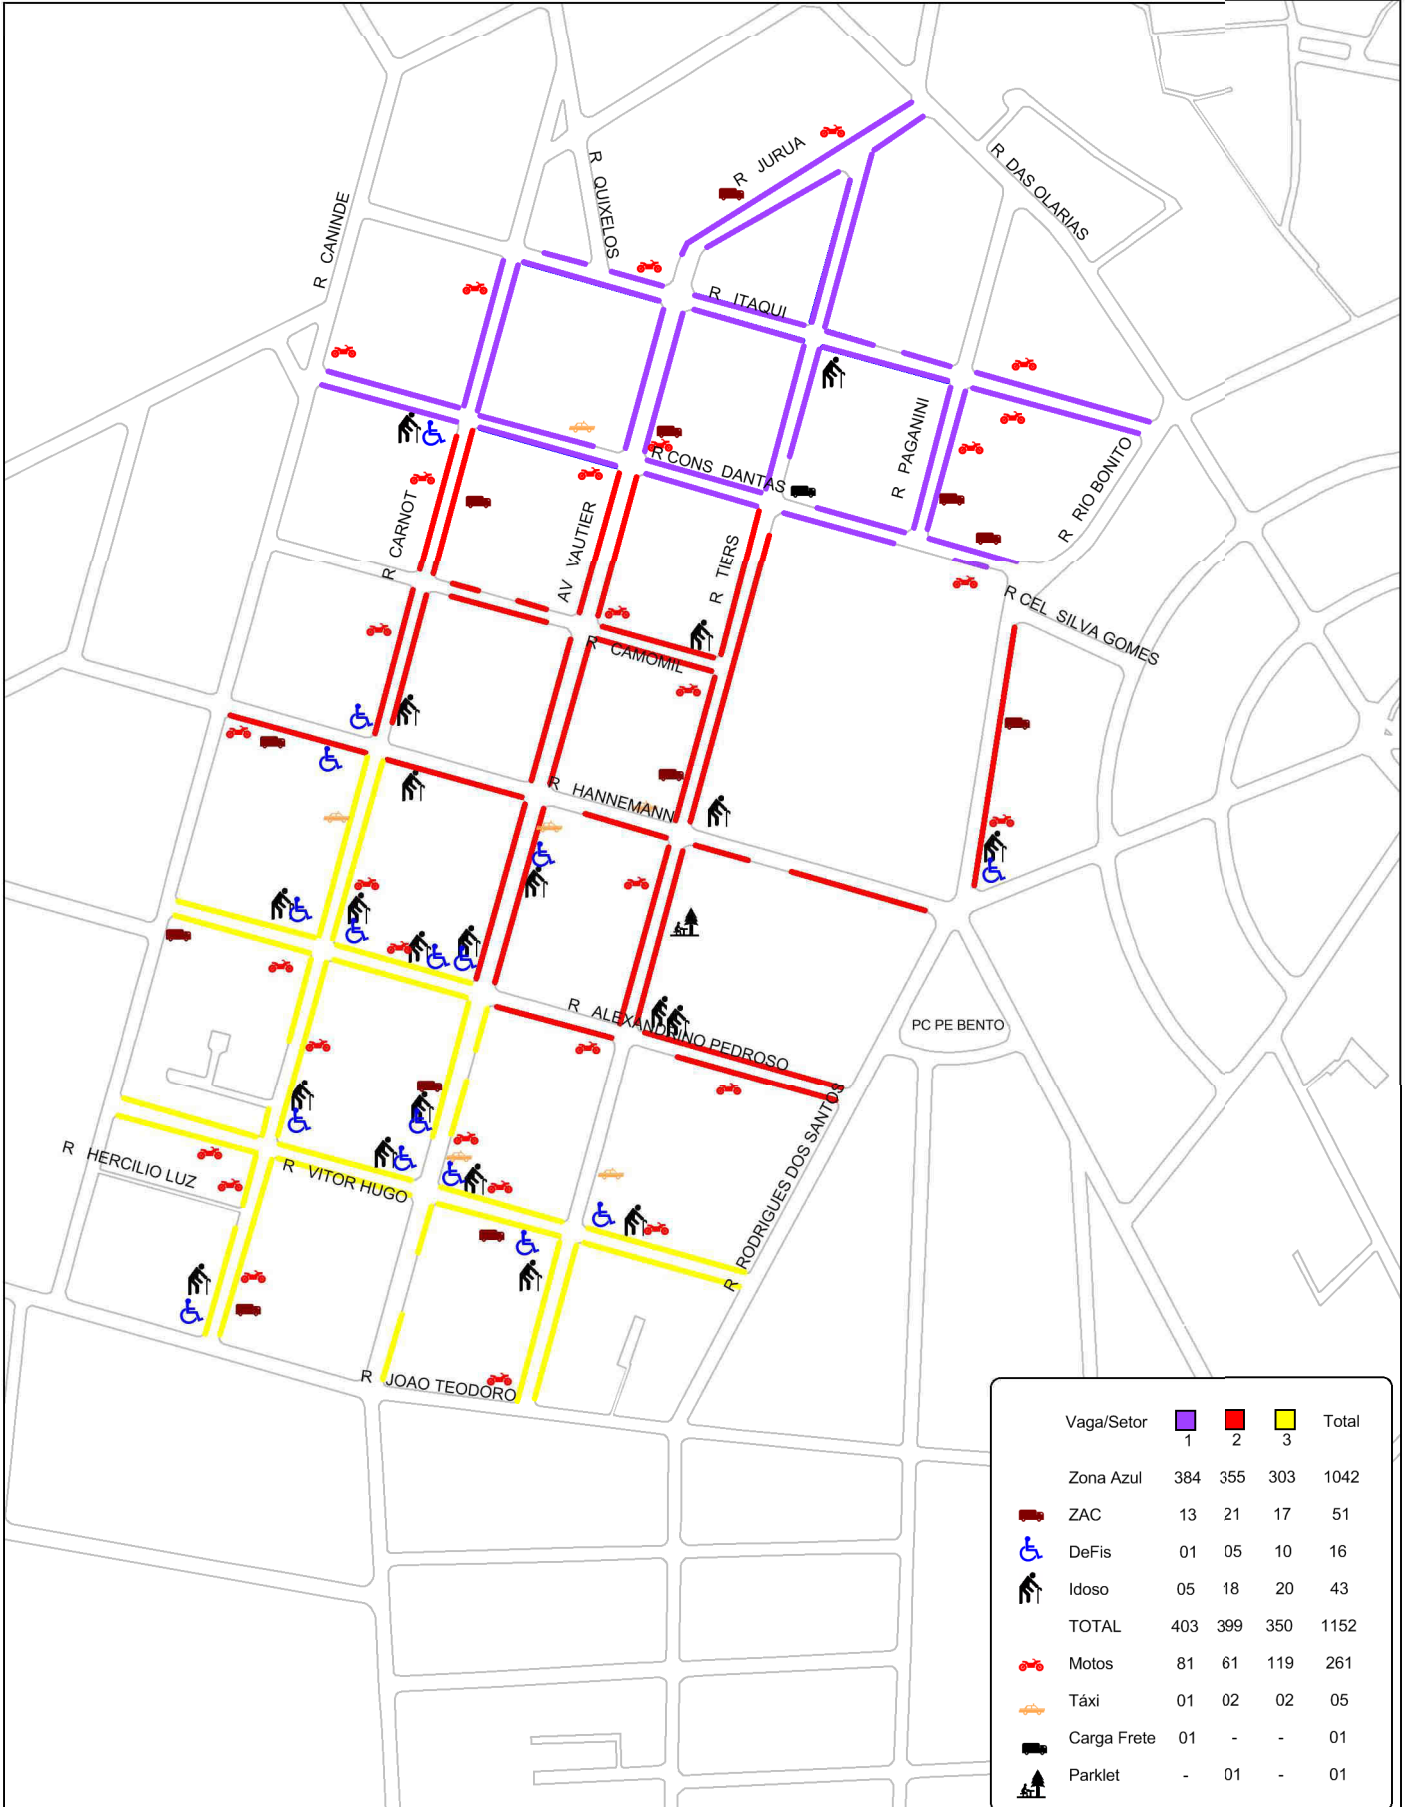 R JURUA
R DAS OLARIAS
R QUIXELOS
R CANINDE
R ITAQUI
R PAGANINI
R RIO BONITO
R CONS DANTAS
R CARNOT
AV VAUTIER
R TIERS
R CEL SILVA GOMES
R CAMOMIL
R HANNEMANN
R ALEXANDRINO PEDROSO
PC PE BENTO
R RODRIGUES DOS SANTOS
R HERCILIO LUZ
R VITOR HUGO
R JOAO TEODORO
Vaga/Setor 1 2 3 Total
Zona Azul 384 355 303 1042
ZAC 13 21 17 51
DeFis 01 05 10 16
Idoso 05 18 20 43
TOTAL 403 399 350 1152
Motos 81 61 119 261
Táxi 01 02 02 05
Carga Frete 01 - - 01
Parklet - 01 - 01